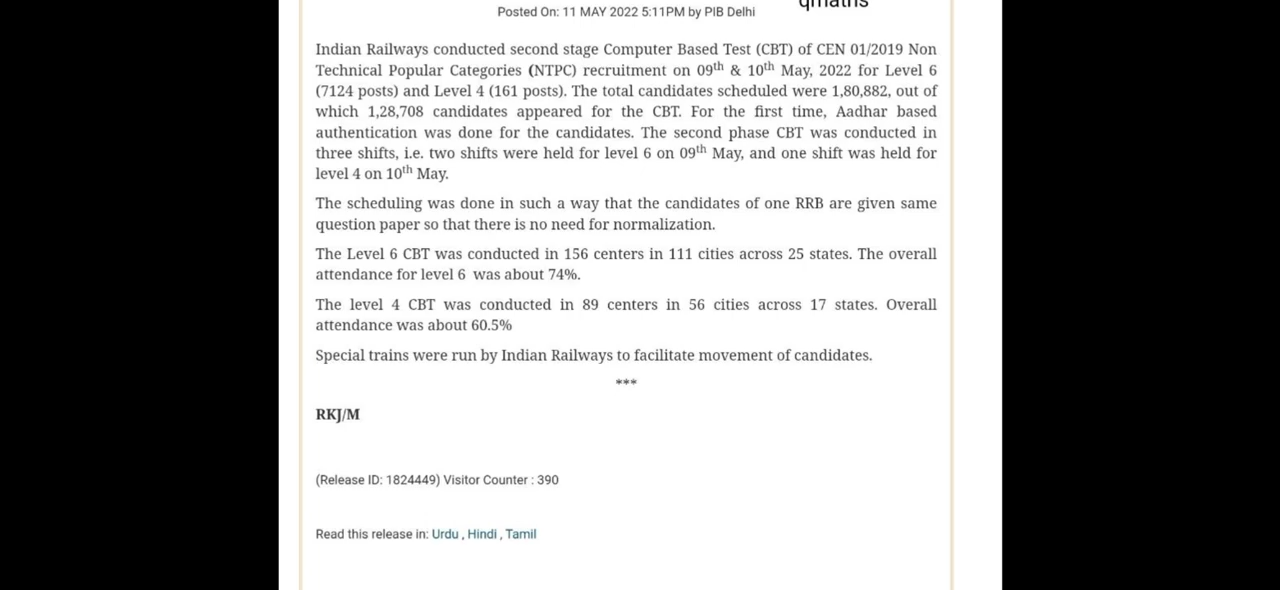 qmaths
Posted On: 11 MAY 2022 5:11PM by PIB Delhi
Indian Railways conducted second stage Computer Based Test (CBT) of CEN 01/2019 Non
Technical Popular Categories (NTPC) recruitment on 09th & 10th May, 2022 for Level 6
(7124 posts) and Level 4 (161 posts). The total candidates scheduled were 1,80,882, out of
which 1,28,708 candidates appeared for the CBT. For the first time, Aadhar based
authentication was done for the candidates. The second phase CBT was conducted in
three shifts, i.e. two shifts were held for level 6 on 09th May, and one shift was held for
level 4 on 10th May.
The scheduling was done in such a way that the candidates of one RRB are given same
question paper so that there is no need for normalization.
The Level 6 CBT was conducted in 156 centers in 111 cities across 25 states. The overall
attendance for level 6 was about 74%.
The level 4 CBT was conducted in 89 centers in 56 cities across 17 states. Overall
attendance was about 60.5%
Special trains were run by Indian Railways to facilitate movement of candidates.
***
RKJ/M
(Release ID: 1824449) Visitor Counter : 390
Read this release in: Urdu , Hindi , Tamil